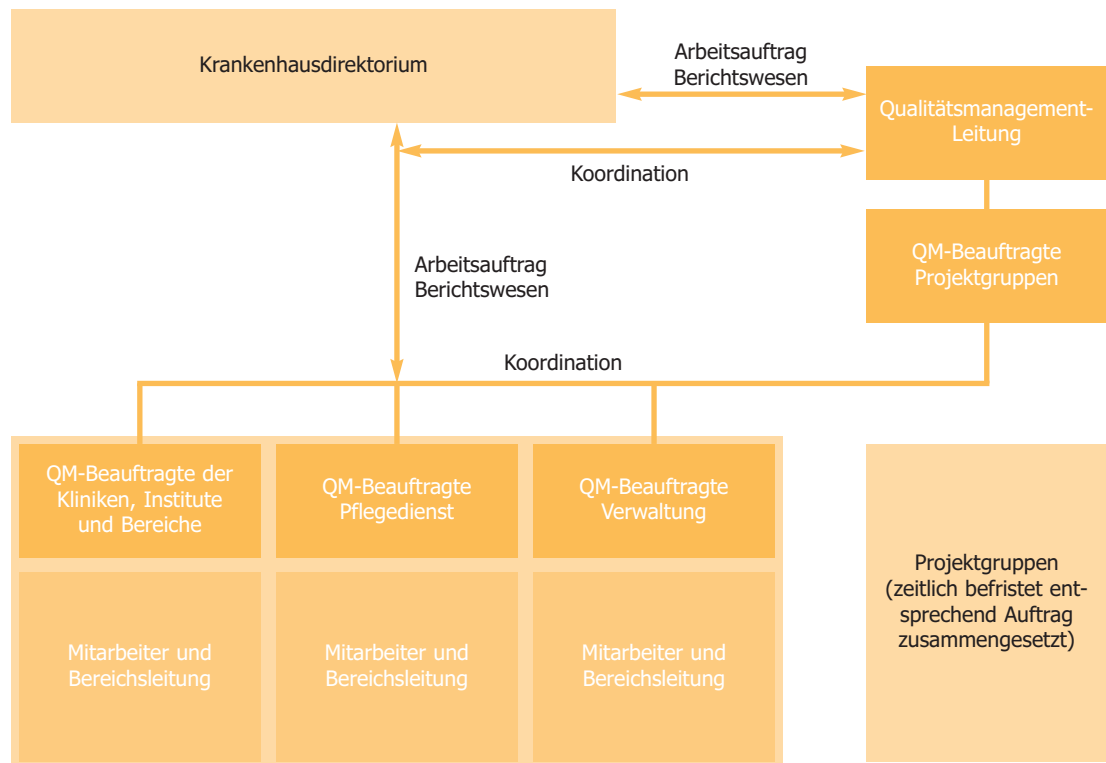 Krankenhausdirektorium
Arbeitsauftrag
Berichtswesen
Qualitätsmanagement-
Leitung
Koordination
QM-Beauftragte
Projektgruppen
Arbeitsauftrag
Berichtswesen
Koordination
QM-Beauftragte der
Kliniken, Institute
und Bereiche
QM-Beauftragte
Pflegedienst
QM-Beauftragte
Verwaltung
Mitarbeiter und
Bereichsleitung
Mitarbeiter und
Bereichsleitung
Mitarbeiter und
Bereichsleitung
Projektgruppen
(zeitlich befristet ent-
sprechend Auftrag
zusammengesetzt)